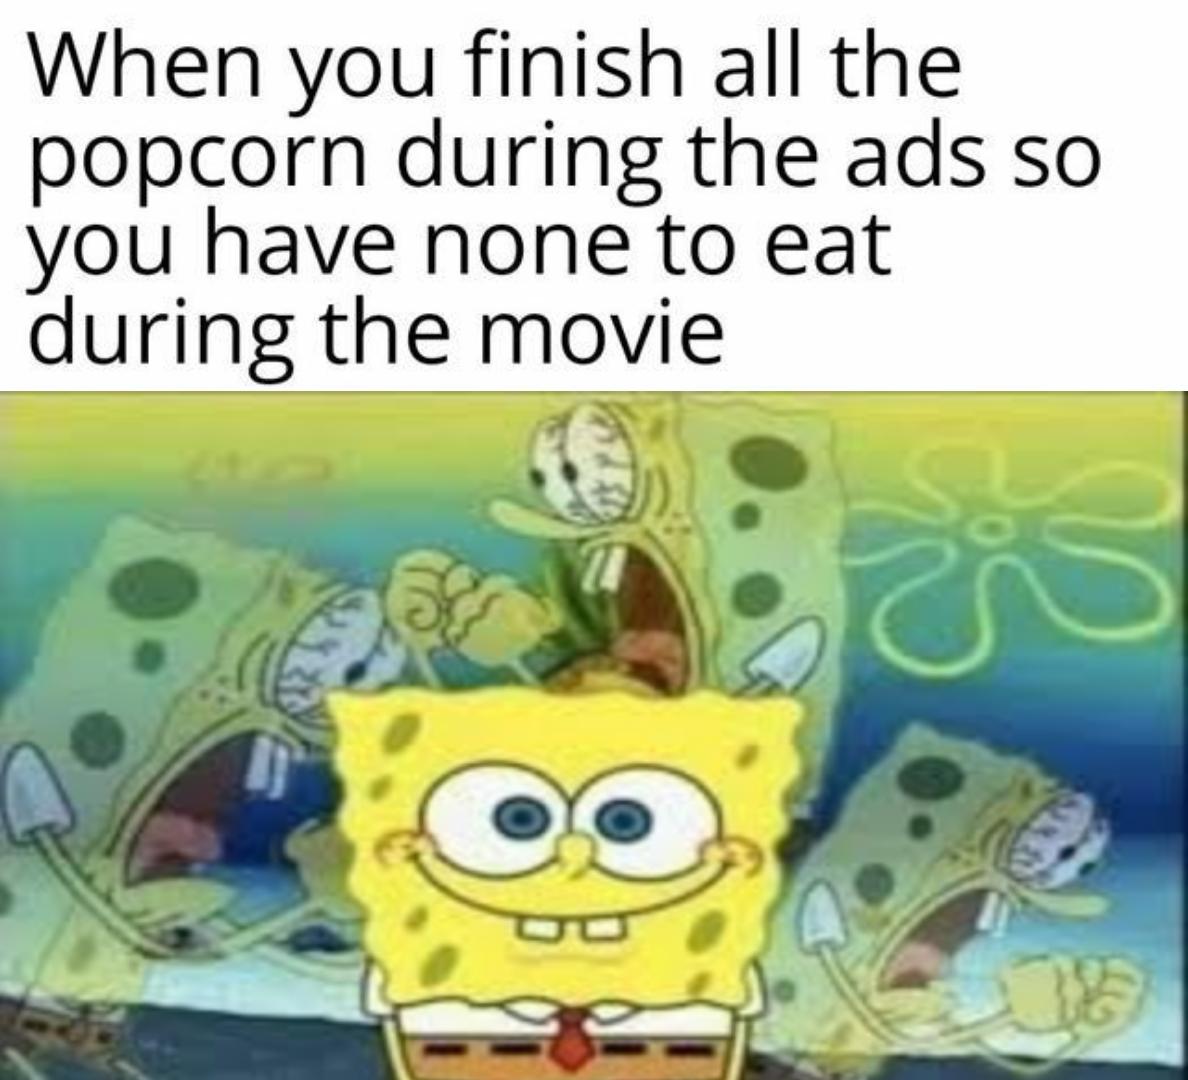 When you finish all the
popcorn during the ads so
you have none to eat
during the movie